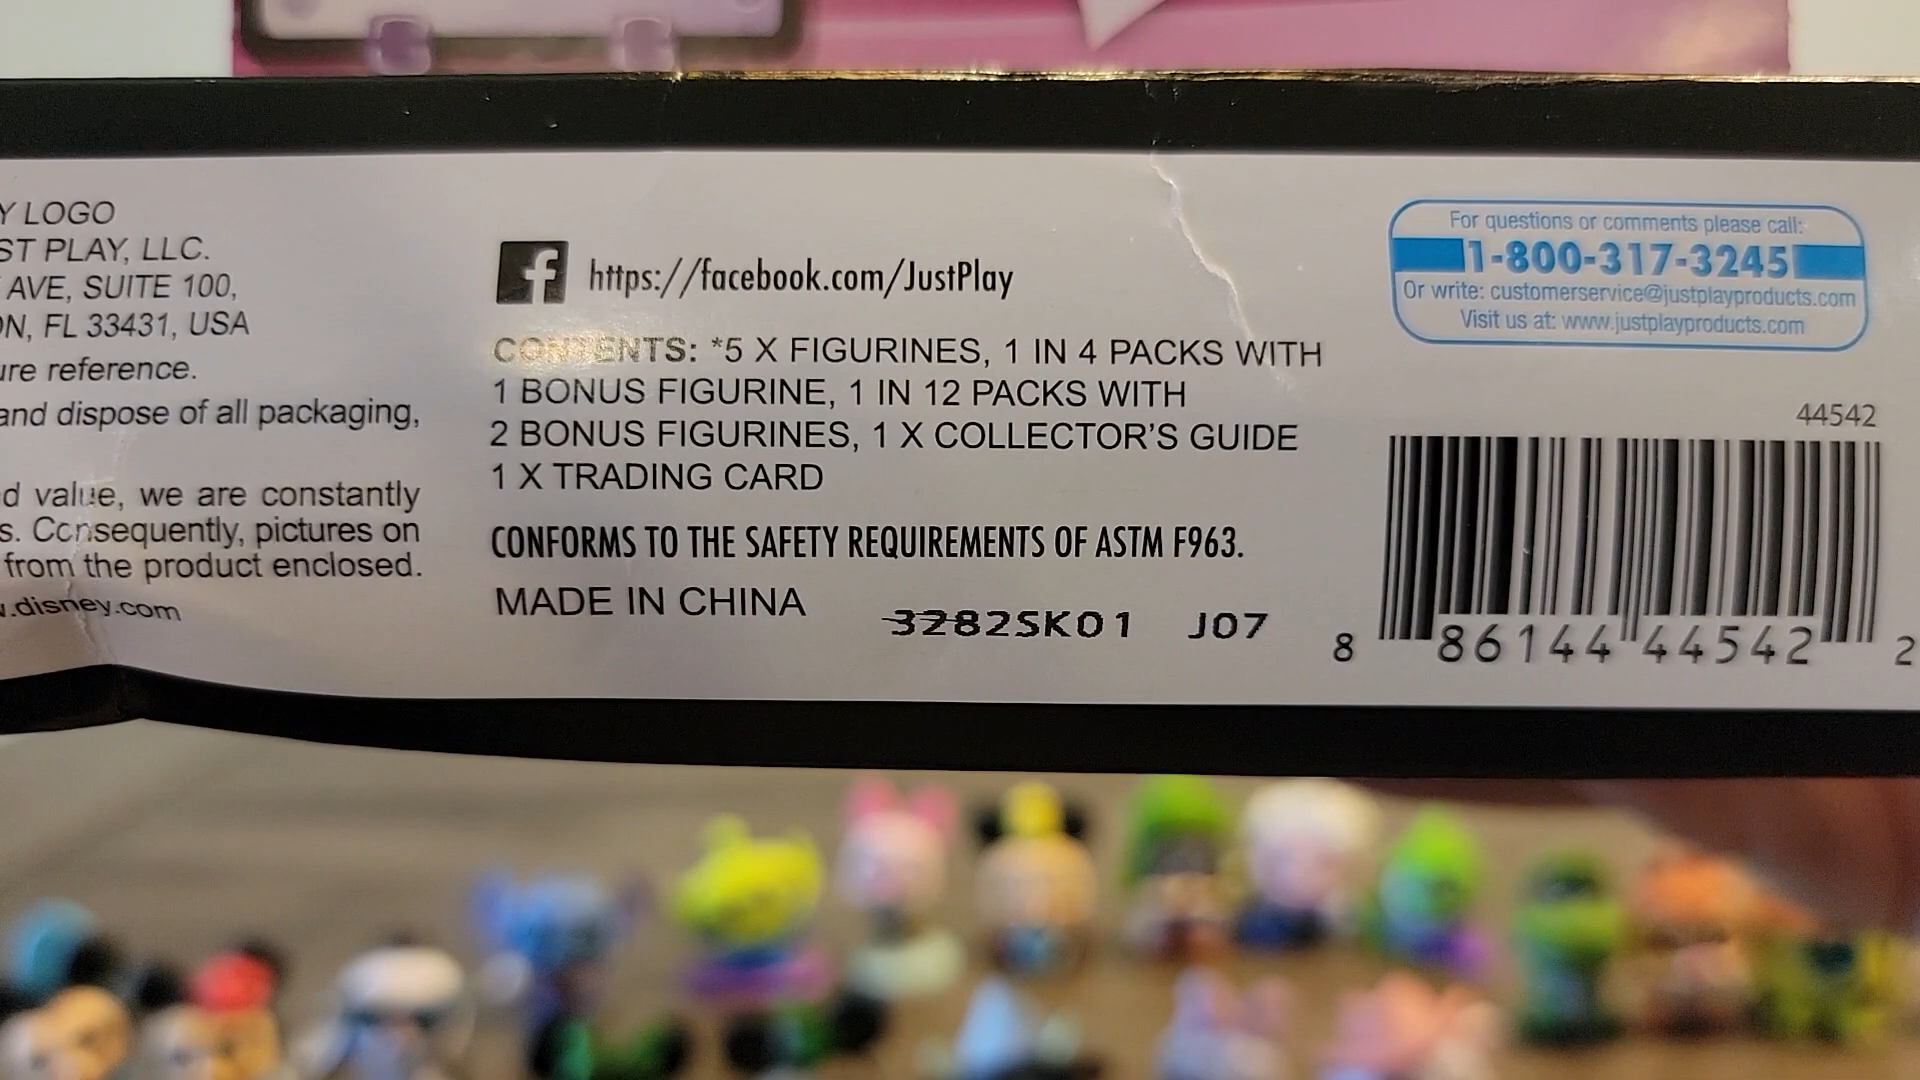 Y LOGO
ST PLAY, LLC.
AVE, SUITE 100,
ON, FL 33431, USA
ure reference.
and dispose of all packaging,
d value, we are constantly
s. Consequently, pictures on
from the product enclosed.
w.disney.com
f https://facebook.com/JustPlay
CONTENTS: *5 X FIGURINES, 1 IN 4 PACKS WITH
1 BONUS FIGURINE, 1 IN 12 PACKS WITH
2 BONUS FIGURINES, 1 X COLLECTOR'S GUIDE
1 X TRADING CARD
CONFORMS TO THE SAFETY REQUIREMENTS OF ASTM F963.
MADE IN CHINA
3282SK01 J07
For questions or comments please call:
1-800-317-3245
Or write: customerservice@justplayproducts.com
Visit us at: www.justplayproducts.com
44542
8 86144 44542 2